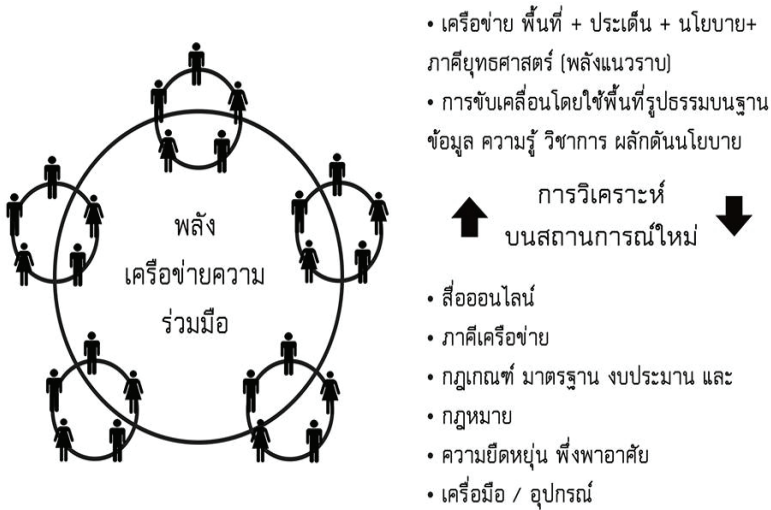 พลัง
เครือข่ายความ
ร่วมมือ
• เครือข่าย พื้นที่ + ประเด็น + นโยบาย+
ภาคียุทธศาสตร์ (พลังแนวราบ)
• การขับเคลื่อนโดยใช้พื้นที่รูปธรรมบนฐาน
ข้อมูล ความรู้ วิชาการ ผลักดันนโยบาย
การวิเคราะห์
บนสถานการณ์ใหม่
• สื่อออนไลน์
• ภาคีเครือข่าย
• กฎเกณฑ์ มาตรฐาน งบประมาน และ
• กฎหมาย
• ความยืดหยุ่น พึ่งพาอาศัย
• เครื่อมือ / อุปกรณ์